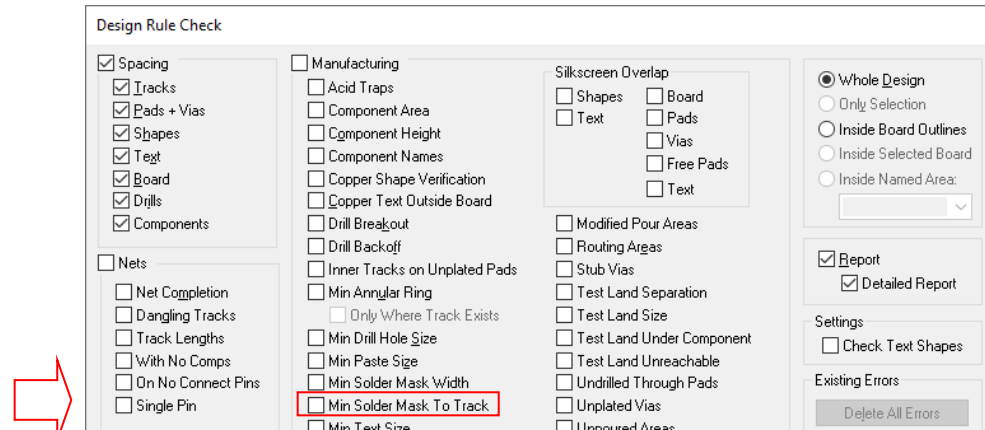 Design Rule Check
Spacing
Tracks
Pads + Vias
Shapes
Text
Board
Drills
Components
Nets
Net Completion
Dangling Tracks
Track Lengths
With No Comps
On No Connect Pins
Single Pin
Manufacturing
Acid Traps
Component Area
Component Height
Component Names
Copper Shape Verification
Copper Text Outside Board
Drill Breakout
Drill Backoff
Inner Tracks on Unplated Pads
Min Annular Ring
Only Where Track Exists
Min Drill Hole Size
Min Paste Size
Min Solder Mask Width
Min Solder Mask To Track
Min Text Size
Silkscreen Overlap
Shapes
Text
Board
Pads
Vias
Free Pads
Text
Modified Pour Areas
Routing Areas
Stub Vias
Test Land Separation
Test Land Size
Test Land Under Component
Test Land Unreachable
Undrilled Through Pads
Unplated Vias
Unpoured Areas
Whole Design
Only Selection
Inside Board Outlines
Inside Selected Board
Inside Named Area:
Report
Detailed Report
Settings
Check Text Shapes
Existing Errors
Delete All Errors